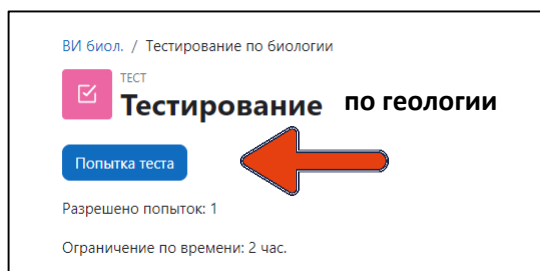 ВИ биол. / Тестирование по биологии
ТЕСТ
Тестирование по геологии
Попытка теста
Разрешено попыток: 1
Ограничение по времени: 2 час.